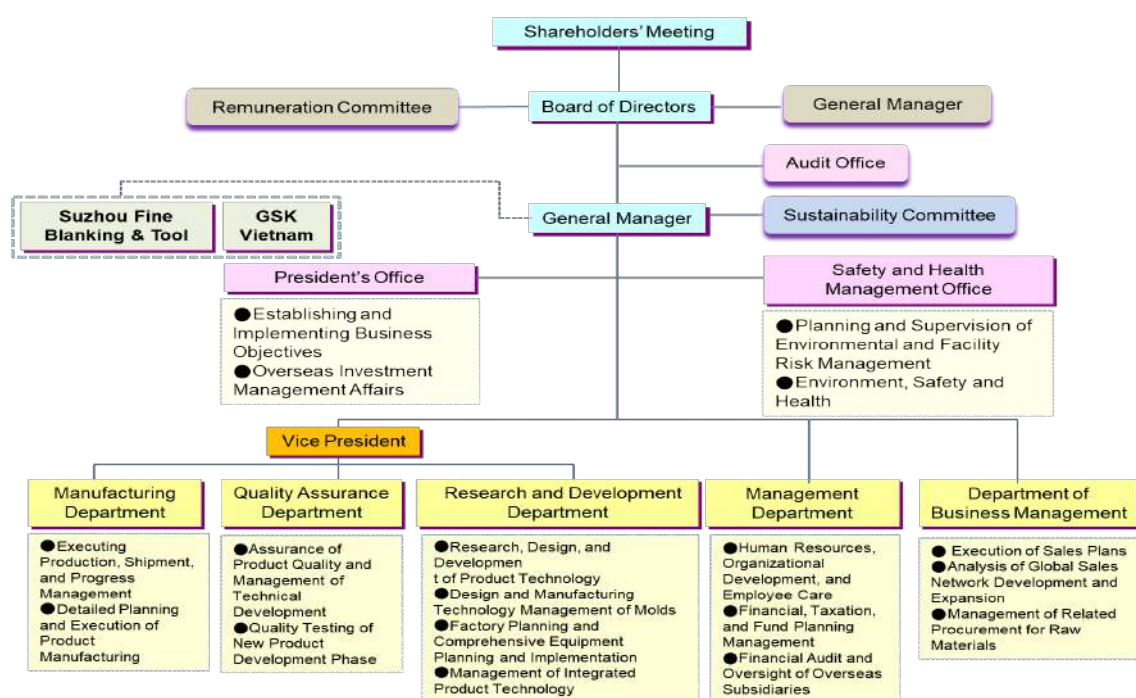 Shareholders' Meeting
Remuneration Committee
Board of Directors
General Manager
Audit Office
Suzhou Fine
Blanking & Tool
GSK
Vietnam
General Manager
Sustainability Committee
President's Office
●Establishing and
Implementing Business
Objectives
●Overseas Investment
Management Affairs
Safety and Health
Management Office
●Planning and Supervision of
Environmental and Facility
Risk Management
●Environment, Safety and
Health
Vice President
Manufacturing
Department
●Executing
Production, Shipment,
and Progress
Management
●Detailed Planning
and Execution of
Product
Manufacturing
Quality Assurance
Department
●Assurance of
Product Quality and
Management of
Technical
Development
●Quality Testing of
New Product
Development Phase
Research and Development
Department
●Research, Design, and
Developmen
t of Product Technology
●Design and Manufacturing
Technology Management of Molds
●Factory Planning and
Comprehensive Equipment
Planning and Implementation
●Management of Integrated
Product Technology
Management
Department
●Human Resources,
Organizational
Development, and
Employee Care
●Financial, Taxation,
and Fund Planning
Management
●Financial Audit and
Oversight of Overseas
Subsidiaries
Department of
Business Management
● Execution of Sales Plans
●Analysis of Global Sales
Network Development and
Expansion
●Management of Related
Procurement for Raw
Materials